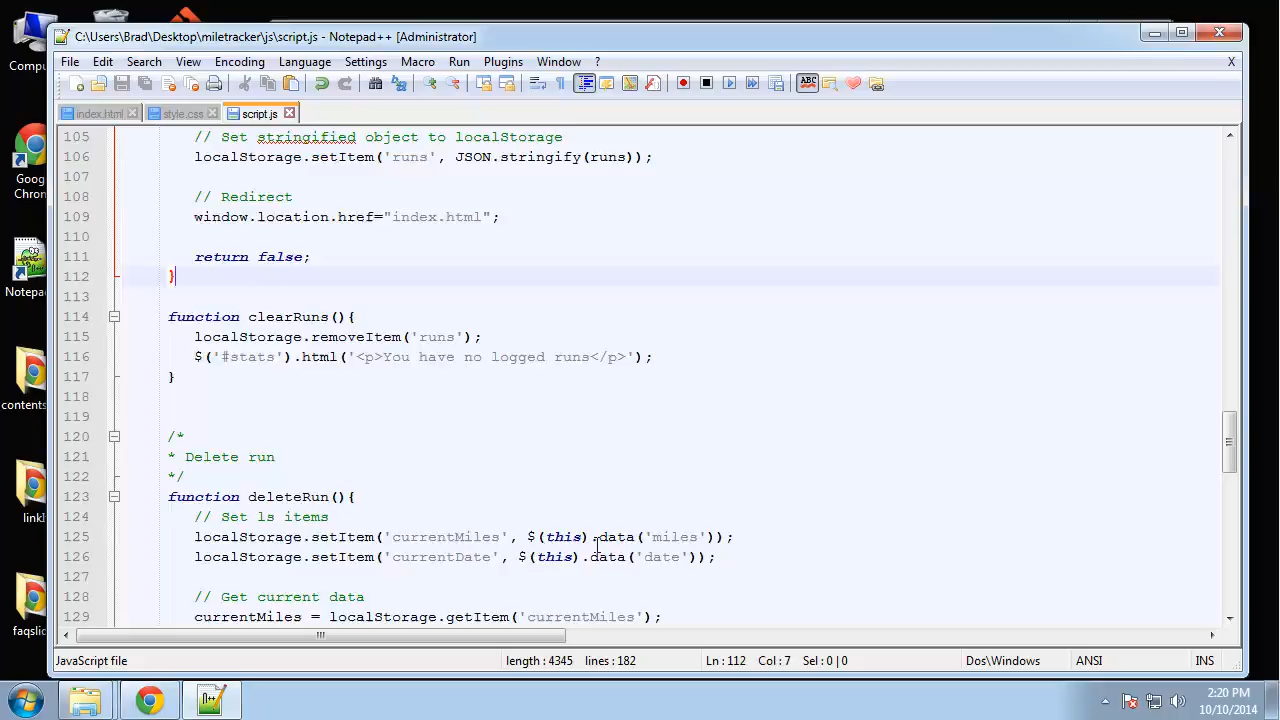 Compu
C:\Users\Brad\Desktop\miletracker\js\script.js - Notepad++ [Administrator]
File Edit Search View Encoding Language Settings Macro Run Plugins Window ? X
ABC
index.html style.css script.js
105 // Set stringified object to localStorage
106 localStorage.setItem('runs', JSON.stringify(runs));
107
108 // Redirect
109 window.location.href="index.html";
110
111 return false;
112 }
113
114 function clearRuns(){
115 localStorage.removeItem('runs');
116 $('#stats').html('<p>You have no logged runs</p>');
117 }
118
119
120 /*
121 * Delete run
122 */
123 function deleteRun(){
124 // Set ls items
125 localStorage.setItem('currentMiles', $(this).data('miles'));
126 localStorage.setItem('currentDate', $(this).data('date'));
127
128 // Get current data
129 currentMiles = localStorage.getItem('currentMiles');
Goog
Chron
Notepa
contents
linkl
faqslic
JavaScript file length : 4345 lines : 182 Ln : 112 Col : 7 Sel : 0 | 0 Dos\Windows ANSI INS
2:20 PM
10/10/2014